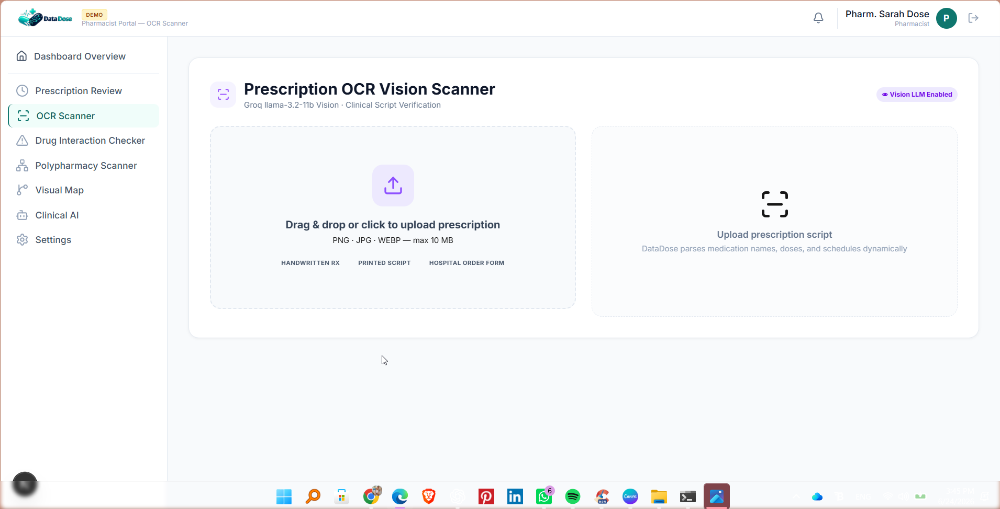 DataDose
DEMO
Pharmacist Portal — OCR Scanner
Pharm. Sarah Dose
Pharmacist
P
Dashboard Overview
Prescription Review
OCR Scanner
Drug Interaction Checker
Polypharmacy Scanner
Visual Map
Clinical AI
Settings
Prescription OCR Vision Scanner
Groq llama-3.2-11b Vision · Clinical Script Verification
Vision LLM Enabled
Drag & drop or click to upload prescription
PNG · JPG · WEBP — max 10 MB
HANDWRITTEN RX PRINTED SCRIPT HOSPITAL ORDER FORM
Upload prescription script
DataDose parses medication names, doses, and schedules dynamically
in
6
NEW
Canva